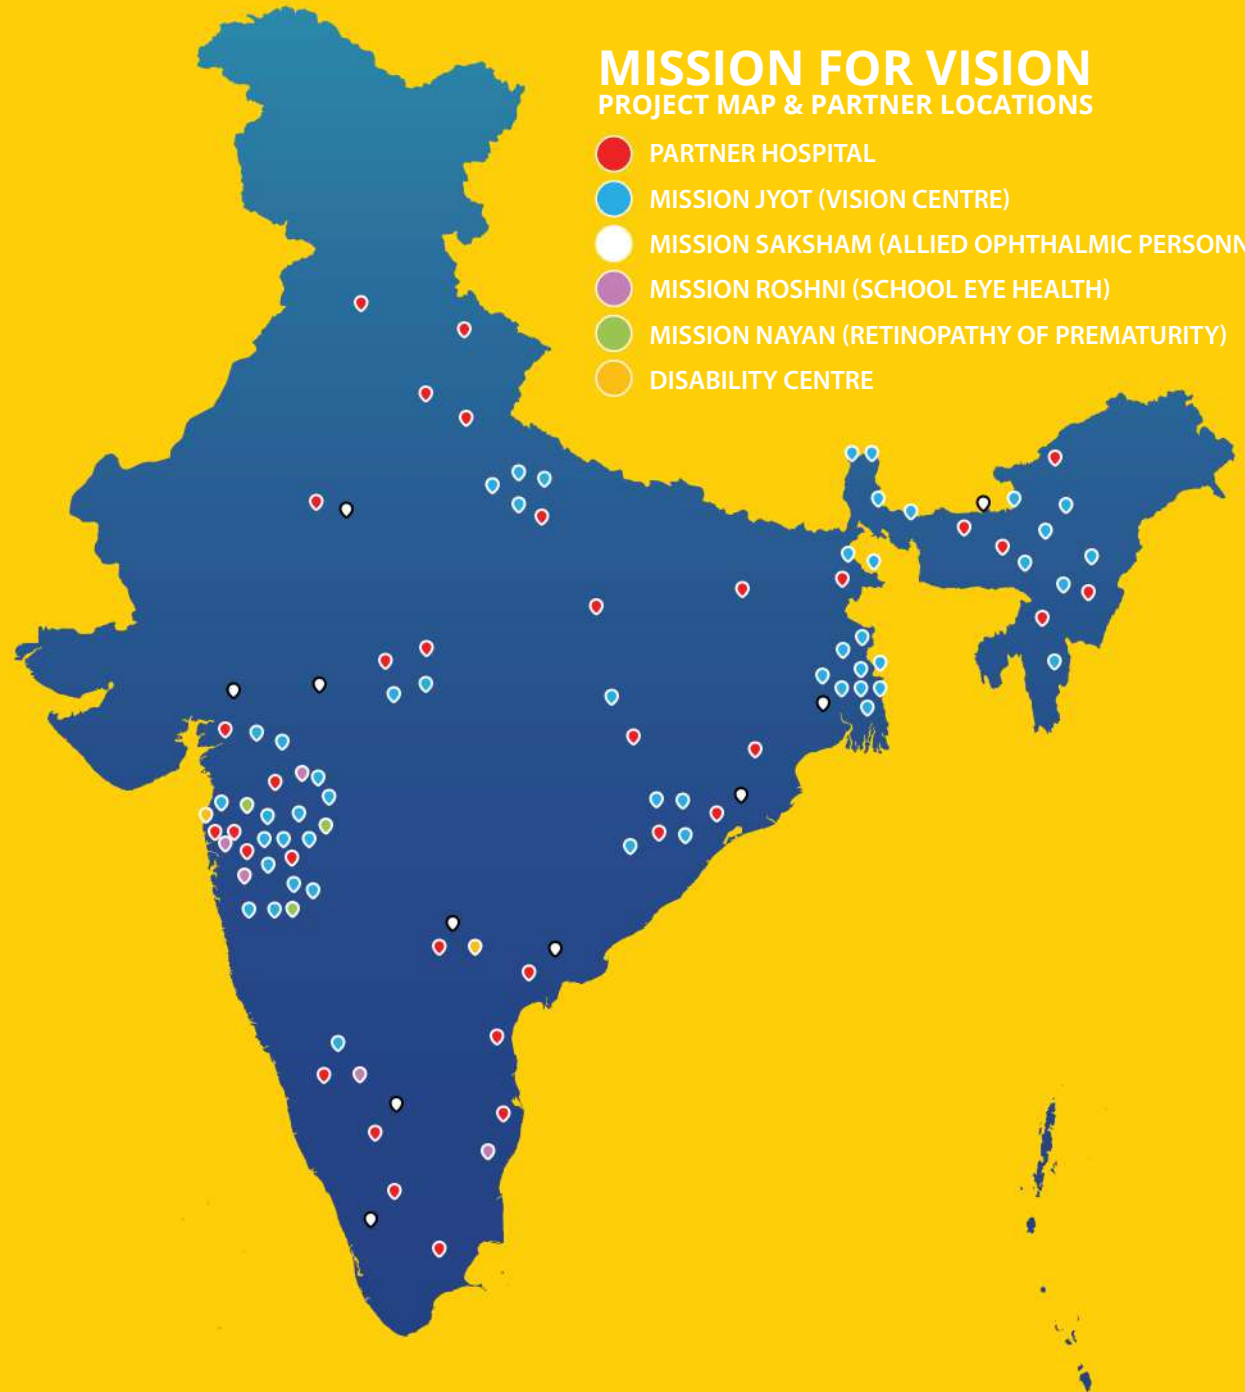 MISSION FOR VISION
PROJECT MAP & PARTNER LOCATIONS
PARTNER HOSPITAL
MISSION JYOT (VISION CENTRE)
MISSION SAKSHAM (ALLIED OPHTHALMIC PERSONN
MISSION ROSHNI (SCHOOL EYE HEALTH)
MISSION NAYAN (RETINOPATHY OF PREMATURITY)
DISABILITY CENTRE